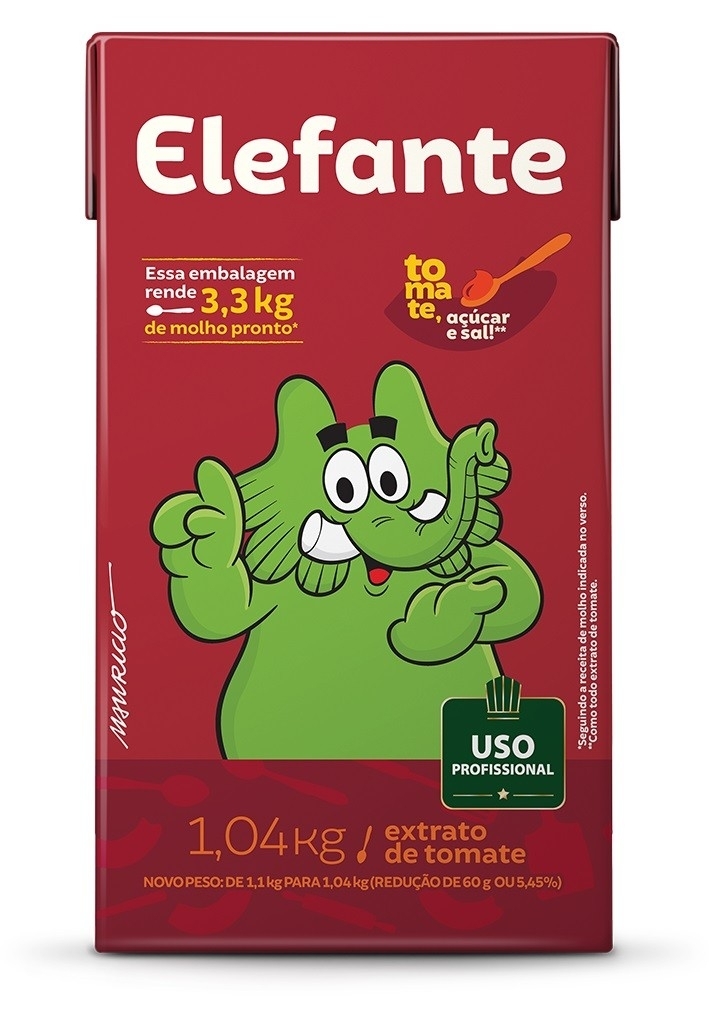 Elefante
Essa embalagem
rende 3,3 kg
de molho pronto*
to
ma
te, açúcar
e sal!**
MAURICIO
*Seguindo a receita de molho indicada no verso.
**Como todo extrato de tomate.
USO
PROFISSIONAL
1,04kg extrato
de tomate
NOVO PESO: DE 1,1 kg PARA 1,04 kg (REDUÇÃO DE 60 g OU 5,45%)